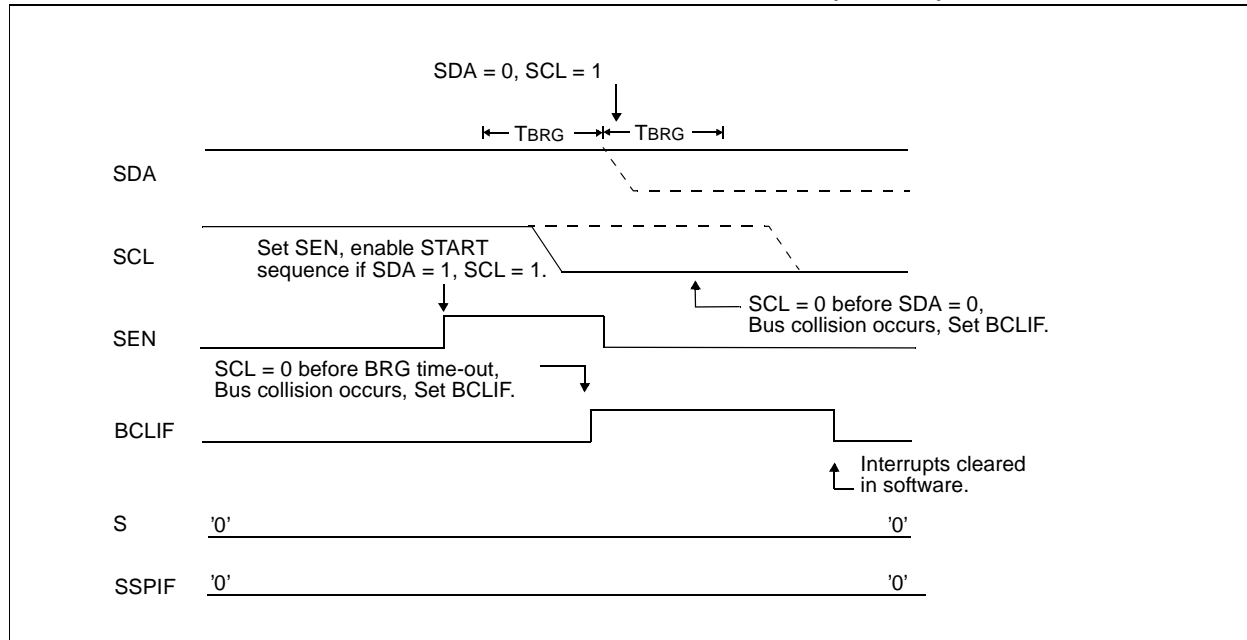 SDA = 0, SCL = 1
TBRG TBRG
SDA
SCL
Set SEN, enable START
sequence if SDA = 1, SCL = 1.
SCL = 0 before SDA = 0,
Bus collision occurs, Set BCLIF.
SEN
SCL = 0 before BRG time-out,
Bus collision occurs, Set BCLIF.
BCLIF
Interrupts cleared
in software.
S '0' '0'
SSPIF '0' '0'